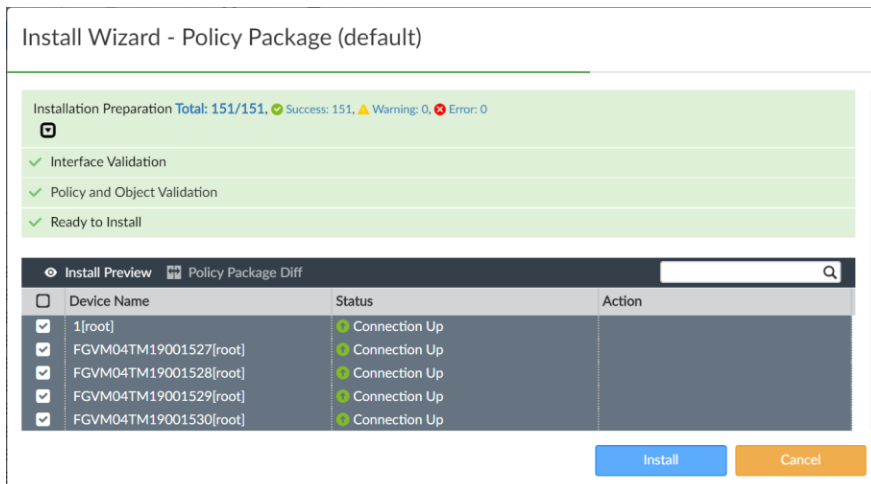 Install Wizard - Policy Package (default)
Installation Preparation Total: 151/151, Success: 151, Warning: 0, Error: 0
Interface Validation
Policy and Object Validation
Ready to Install
Install Preview Policy Package Diff
Device Name Status Action
1[root] Connection Up
FGVM04TM19001527[root] Connection Up
FGVM04TM19001528[root] Connection Up
FGVM04TM19001529[root] Connection Up
FGVM04TM19001530[root] Connection Up
Install Cancel